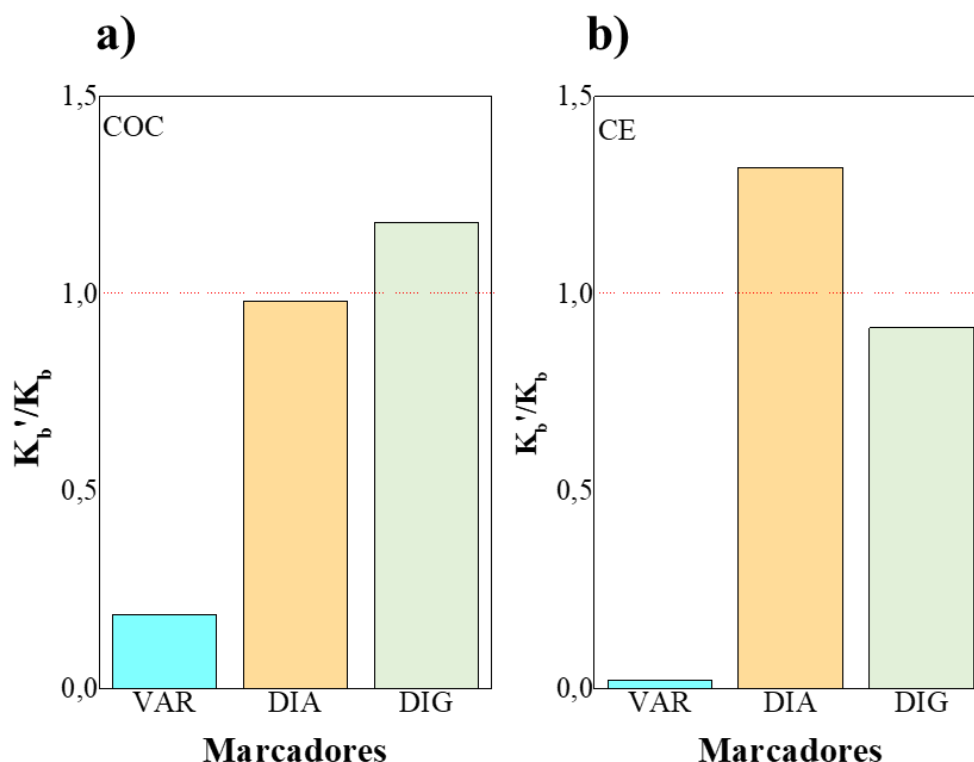 a)
COC
1,5
1,0
0,5
0,0
K_b'/K_b
VAR DIA DIG
Marcadores
b)
CE
1,5
1,0
0,5
0,0
K_b'/K_b
VAR DIA DIG
Marcadores